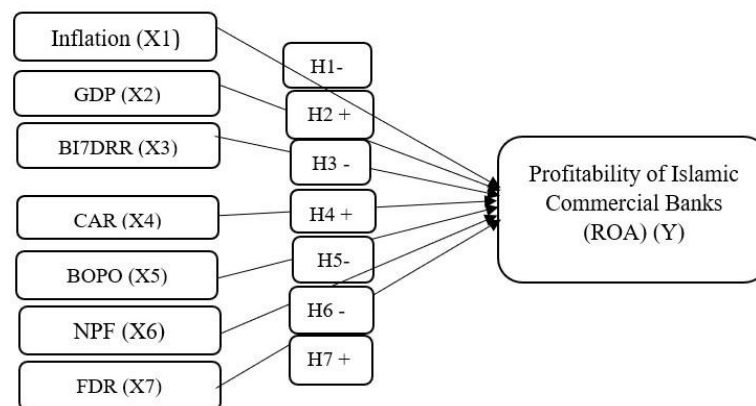 Inflation (X1)
GDP (X2)
BI7DRR (X3)
CAR (X4)
BOPO (X5)
NPF (X6)
FDR (X7)
H1-
H2 +
H3 -
H4 +
H5-
H6 -
H7 +
Profitability of Islamic
Commercial Banks
(ROA) (Y)